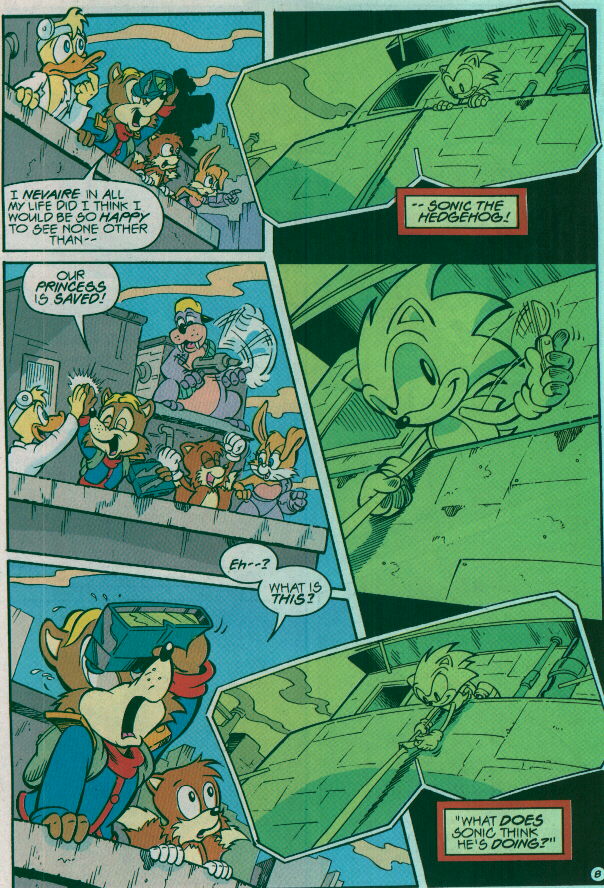 I NEVAIRE IN ALL
MY LIFE DID I THINK I
WOULD BE SO HAPPY
TO SEE NONE OTHER
THAN--
-- SONIC THE
HEDGEHOG!
OUR
PRINCESS
IS SAVED!
EH--?
WHAT IS
THIS?
"WHAT DOES
SONIC THINK
HE'S DOING?"
8